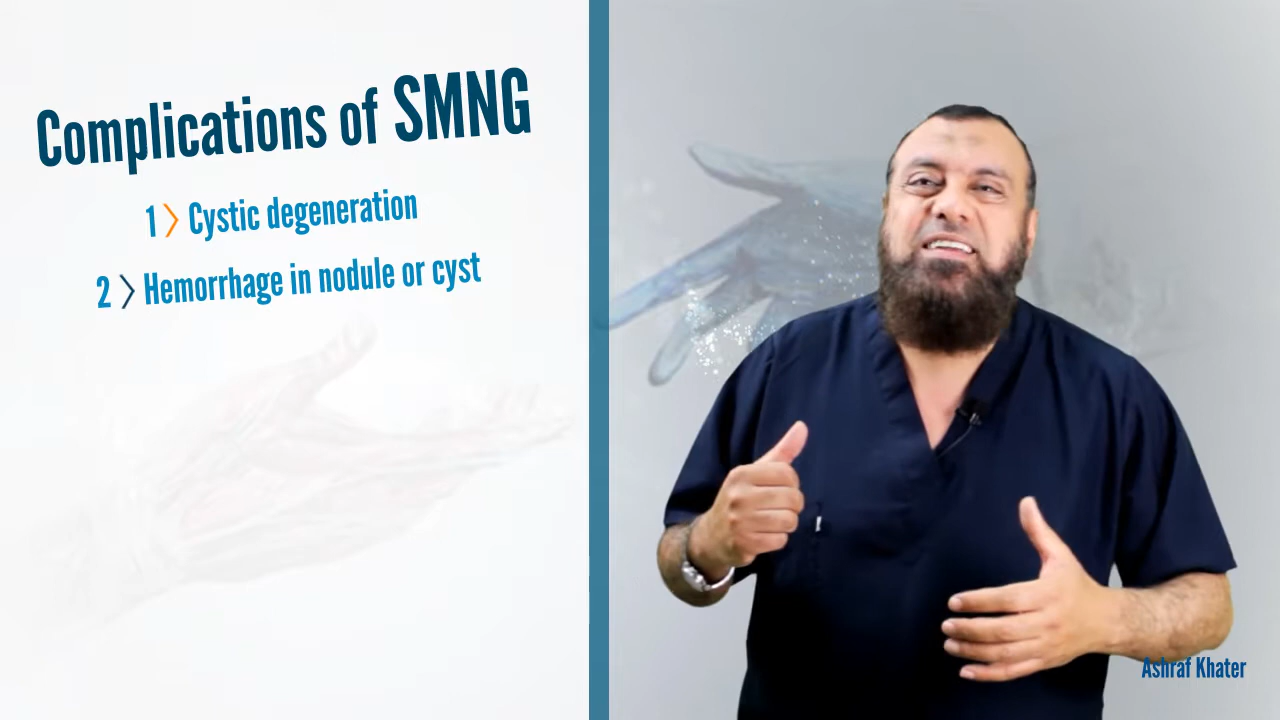 Complications of SMNG
1 〉 Cystic degeneration
2 〉 Hemorrhage in nodule or cyst
Ashraf Khater